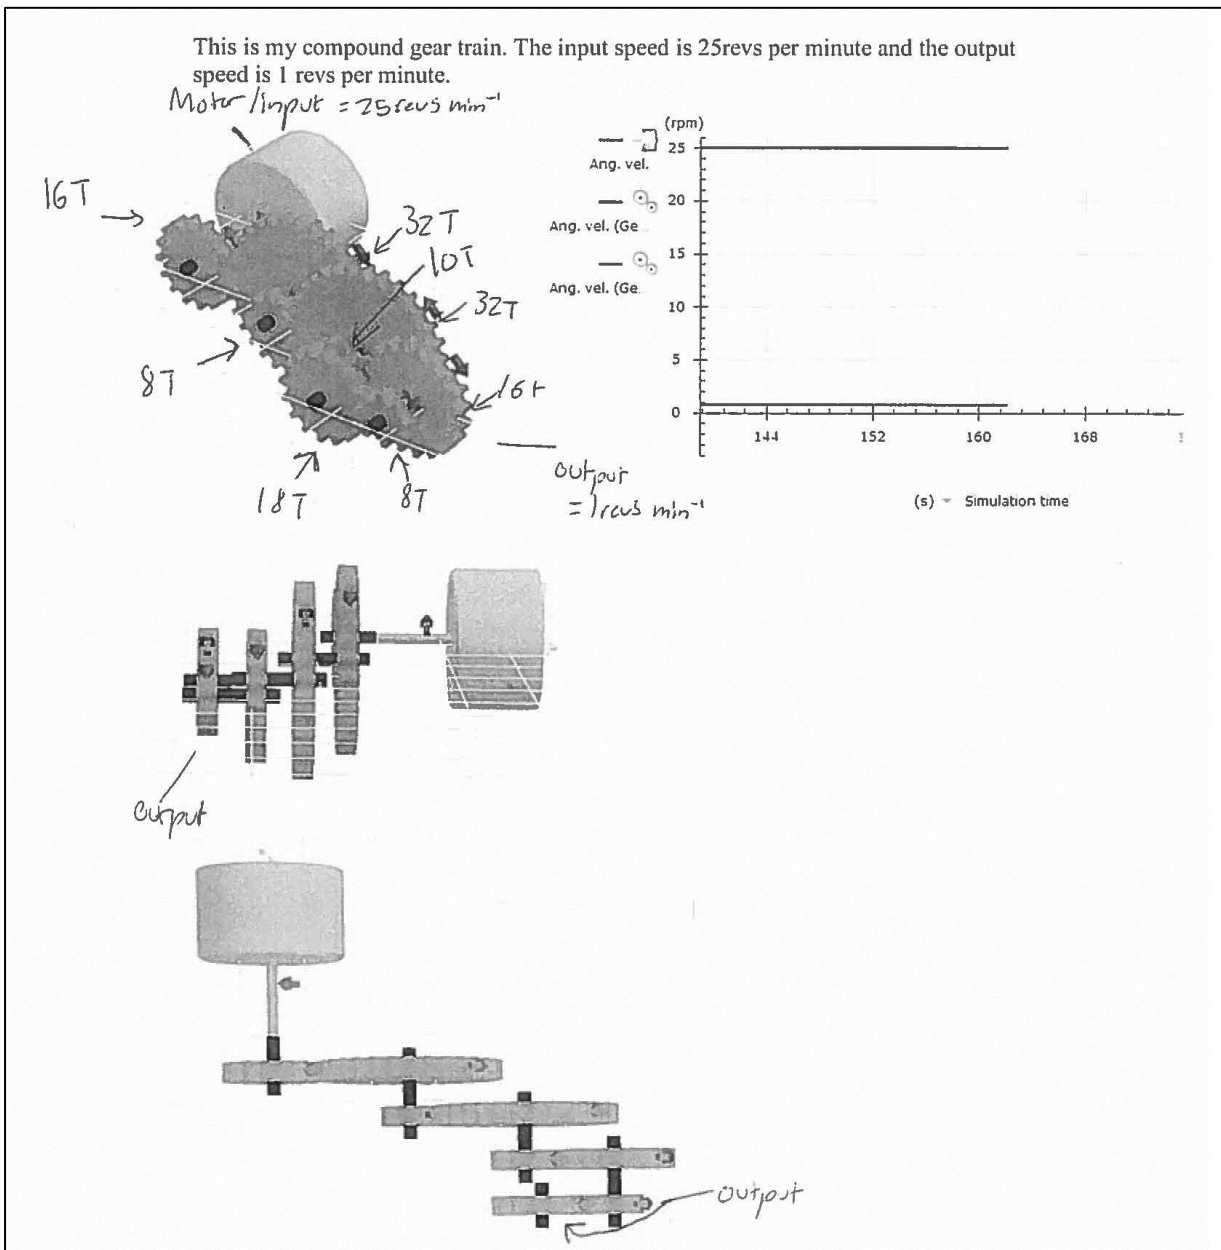 This is my compound gear train. The input speed is 25revs per minute and the output
speed is 1 revs per minute.
Motor/input = 25revs min⁻¹
16T
32T
10T
32T
8T
16t
18T
8T
output
= 1revs min⁻¹
(rpm)
25
20
15
10
5
0
Ang. vel.
Ang. vel. (Ge
Ang. vel. (Ge
144
152
160
168
(s) Simulation time
output
output